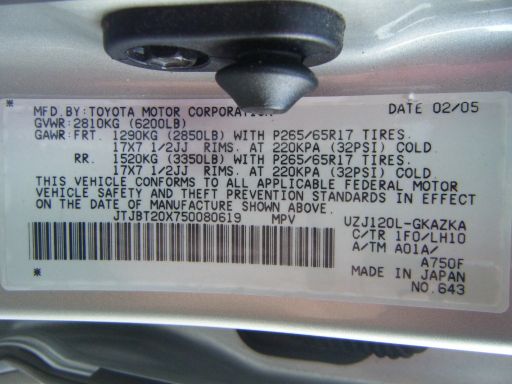 MFD.BY:TOYOTA MOTOR CORPORATION DATE 02/05
GVWR:2810KG (6200LB)
GAWR:FRT. 1290KG (2850LB) WITH P265/65R17 TIRES.
17X7 1/2JJ RIMS. AT 220KPA (32PSI) COLD.
RR. 1520KG (3350LB) WITH P265/65R17 TIRES.
17X7 1/2JJ RIMS. AT 220KPA (32PSI) COLD.
THIS VEHICLE CONFORMS TO ALL APPLICABLE FEDERAL MOTOR
VEHICLE SAFETY AND THEFT PREVENTION STANDARDS IN EFFECT
ON THE DATE OF MANUFACTURE SHOWN ABOVE.
JTJBT20X750080619 MPV UZJ120L-GKAZKA
C/TR 1F0/LH10
A/TM A01A/
A750F
MADE IN JAPAN
NO.643